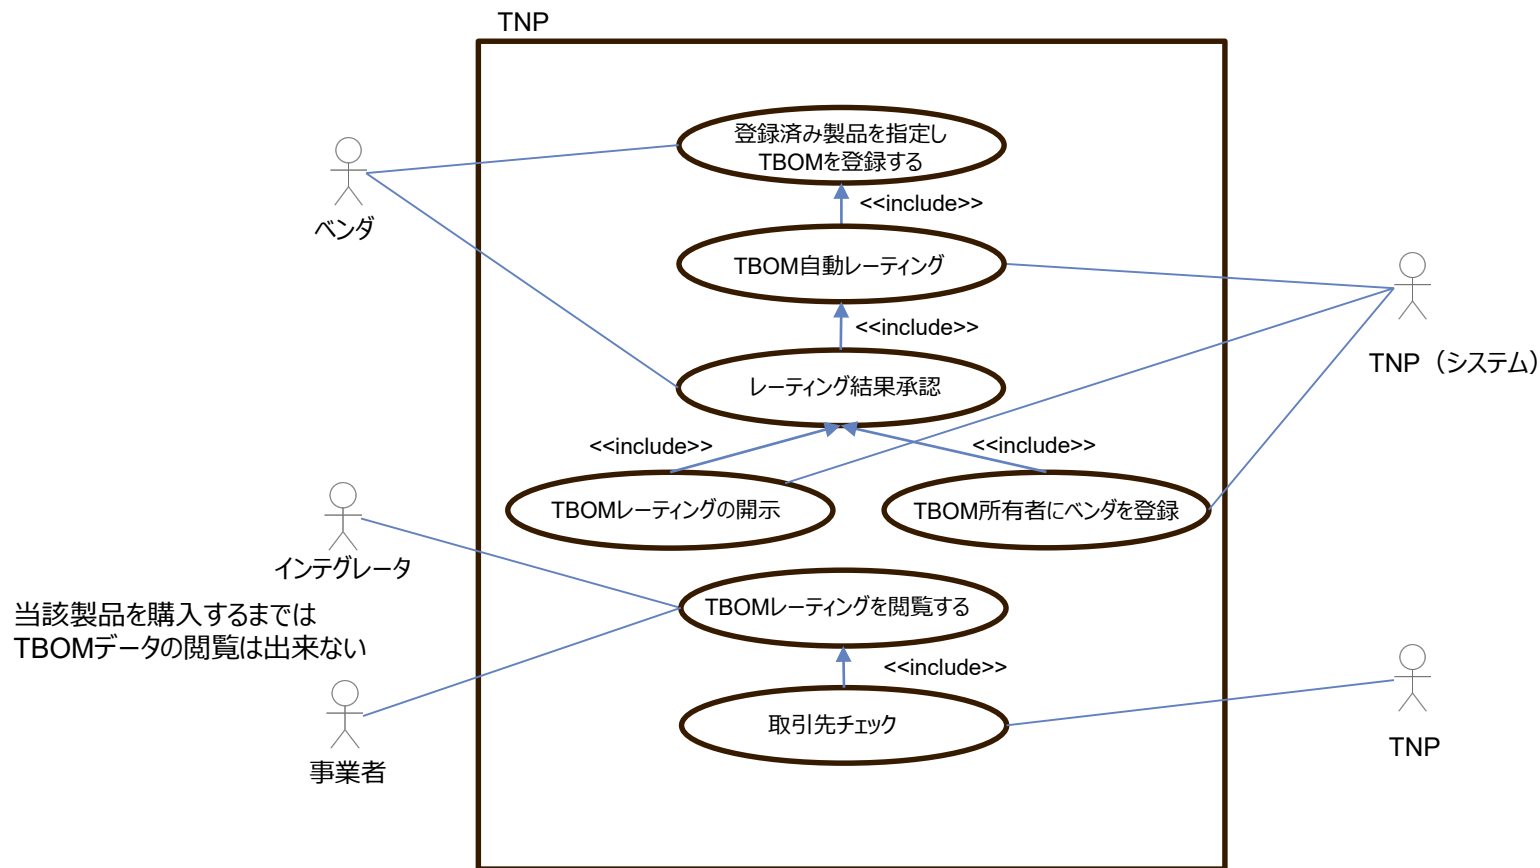 TNP
登録済み製品を指定し
TBOMを登録する
<<include>>
ベンダ
TBOM自動レーティング
<<include>>
TNP（システム）
レーティング結果承認
<<include>>
<<include>>
TBOMレーティングの開示
TBOM所有者にベンダを登録
インテグレータ
当該製品を購入するまでは
TBOMデータの閲覧は出来ない
TBOMレーティングを閲覧する
<<include>>
取引先チェック
TNP
事業者